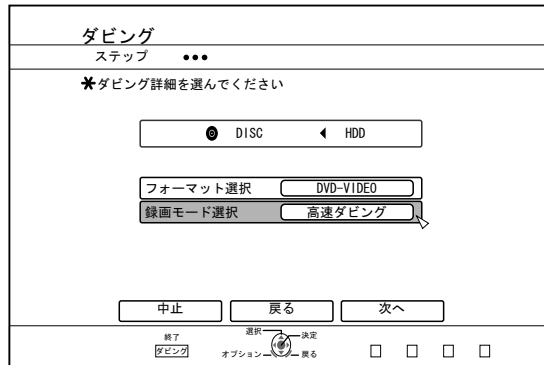 ダビング
ステップ •••
*ダビング詳細を選んでください
DISC ◀ HDD
フォーマット選択 DVD-VIDEO
録画モード選択 高速ダビング
中止 戻る 次へ
終了
ダビング
選択 決定
オプション 戻る